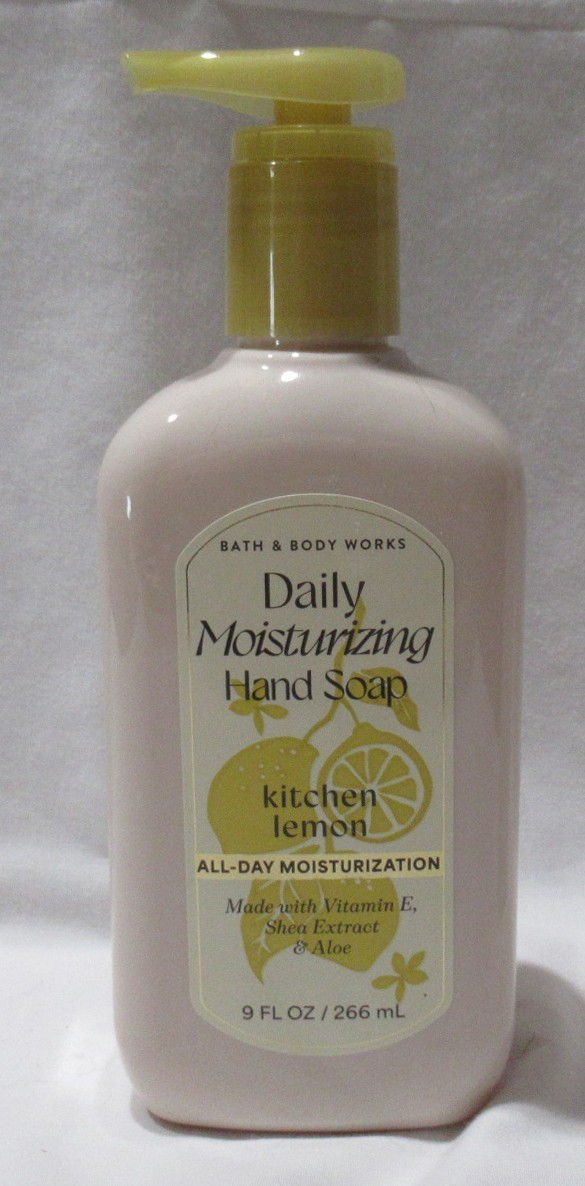 BATH & BODY WORKS
Daily
Moisturizing
Hand Soap
kitchen
lemon
ALL-DAY MOISTURIZATION
Made with Vitamin E,
Shea Extract
& Aloe
9 FL OZ / 266 mL